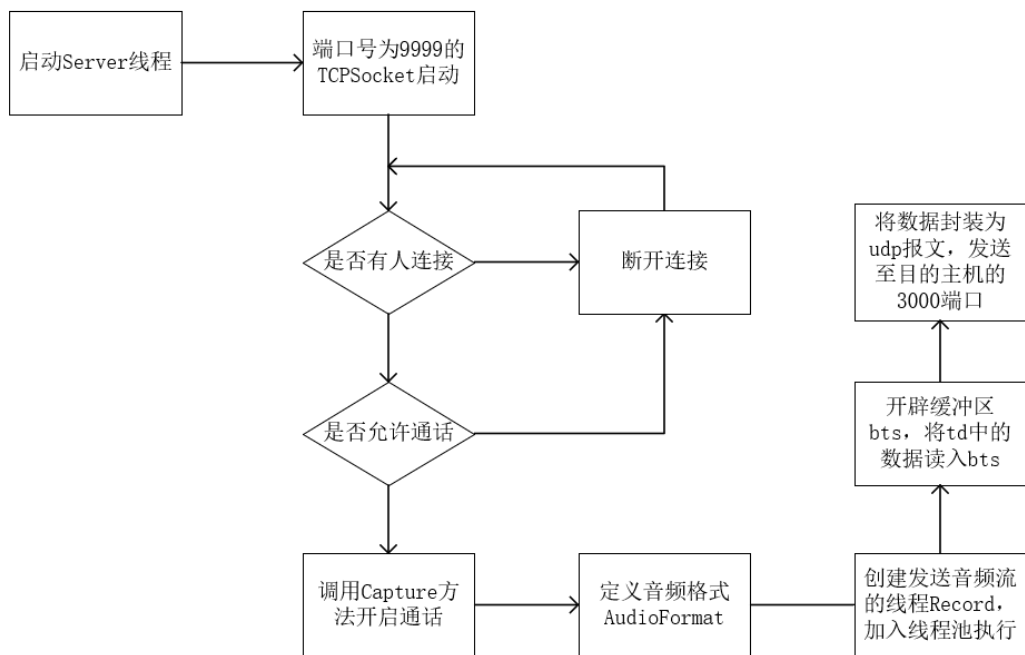 启动Server线程
端口号为9999的
TCPSocket启动
是否有人连接
断开连接
将数据封装为
udp报文，发送
至目的主机的
3000端口
是否允许通话
开辟缓冲区
bts，将td中的
数据读入bts
调用Capture方
法开启通话
定义音频格式
AudioFormat
创建发送音频流
的线程Record，
加入线程池执行